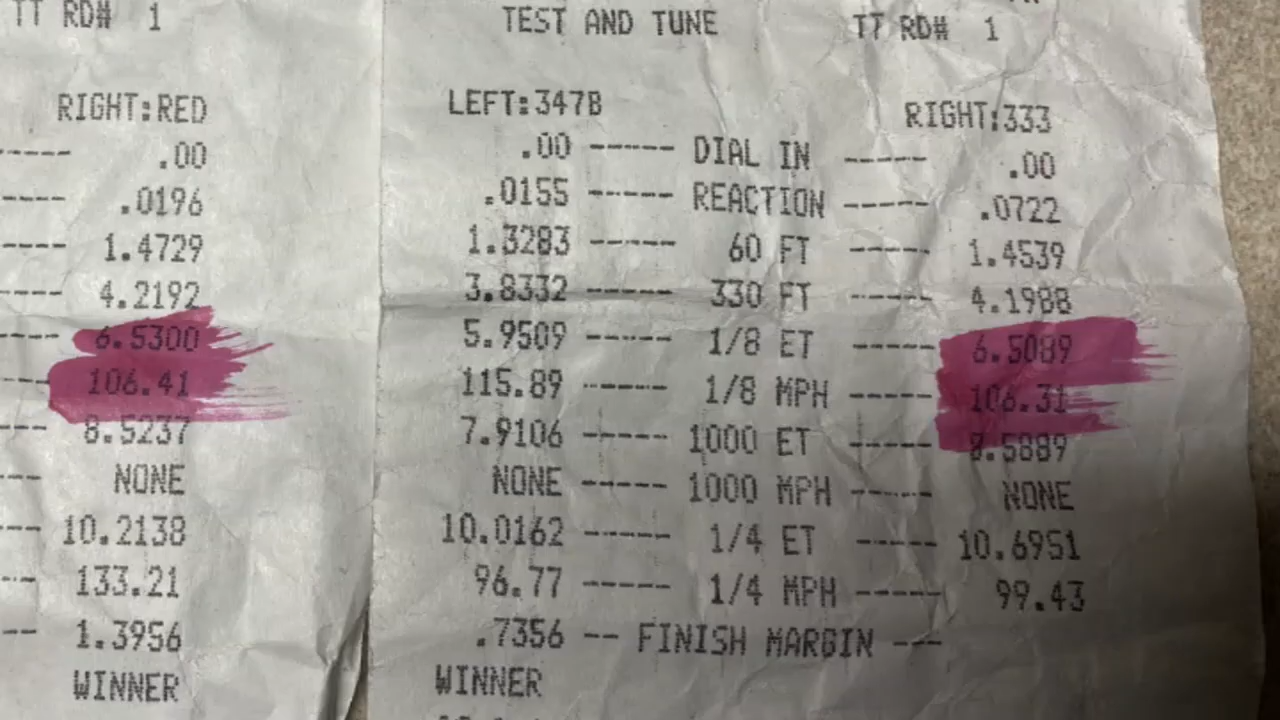 TT RD# 1
RIGHT:RED
----- .00
---- .0196
---- 1.4729
---- 4.2192
---- 6.5300
---- 106.41
--- 8.5237
--- NONE
--- 10.2138
--- 133.21
-- 1.3956
WINNER
TEST AND TUNE TT RD# 1
LEFT:347B RIGHT:333
.00 ----- DIAL IN ----- .00
.0155 ----- REACTION ----- .0722
1.3283 ----- 60 FT ----- 1.4539
3.8332 ----- 330 FT ----- 4.1988
5.9509 ----- 1/8 ET ----- 6.5089
115.89 ----- 1/8 MPH ----- 106.31
7.9106 ----- 1000 ET ----- 8.5889
NONE ----- 1000 MPH ----- NONE
10.0162 ----- 1/4 ET ----- 10.6951
96.77 ----- 1/4 MPH ----- 99.43
.7356 -- FINISH MARGIN ---
WINNER